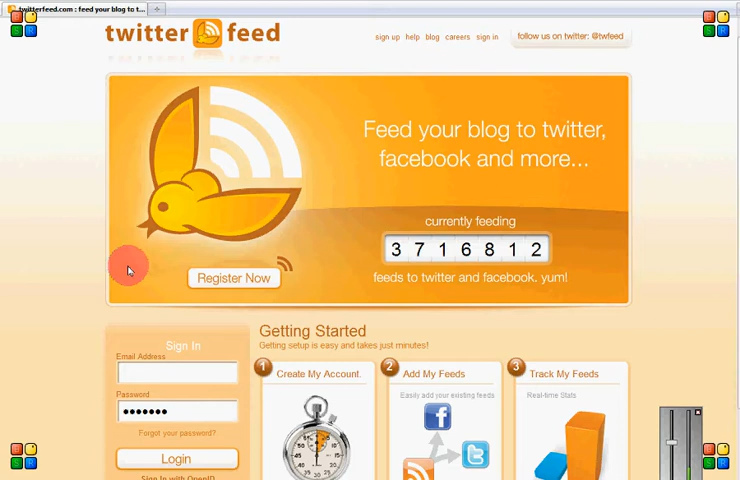 twitterfeed.com : feed your blog to t...
twitter feed
sign up help blog careers sign in
follow us on twitter: @twfeed
Feed your blog to twitter,
facebook and more...
currently feeding
3 7 1 6 8 1 2
feeds to twitter and facebook. yum!
Register Now
Sign In
Email Address
Password
Forgot your password?
Login
Sign In with OpenID
Getting Started
Getting setup is easy and takes just minutes!
1 Create My Account.
2 Add My Feeds
Easily add your existing feeds
3 Track My Feeds
Real-time Stats